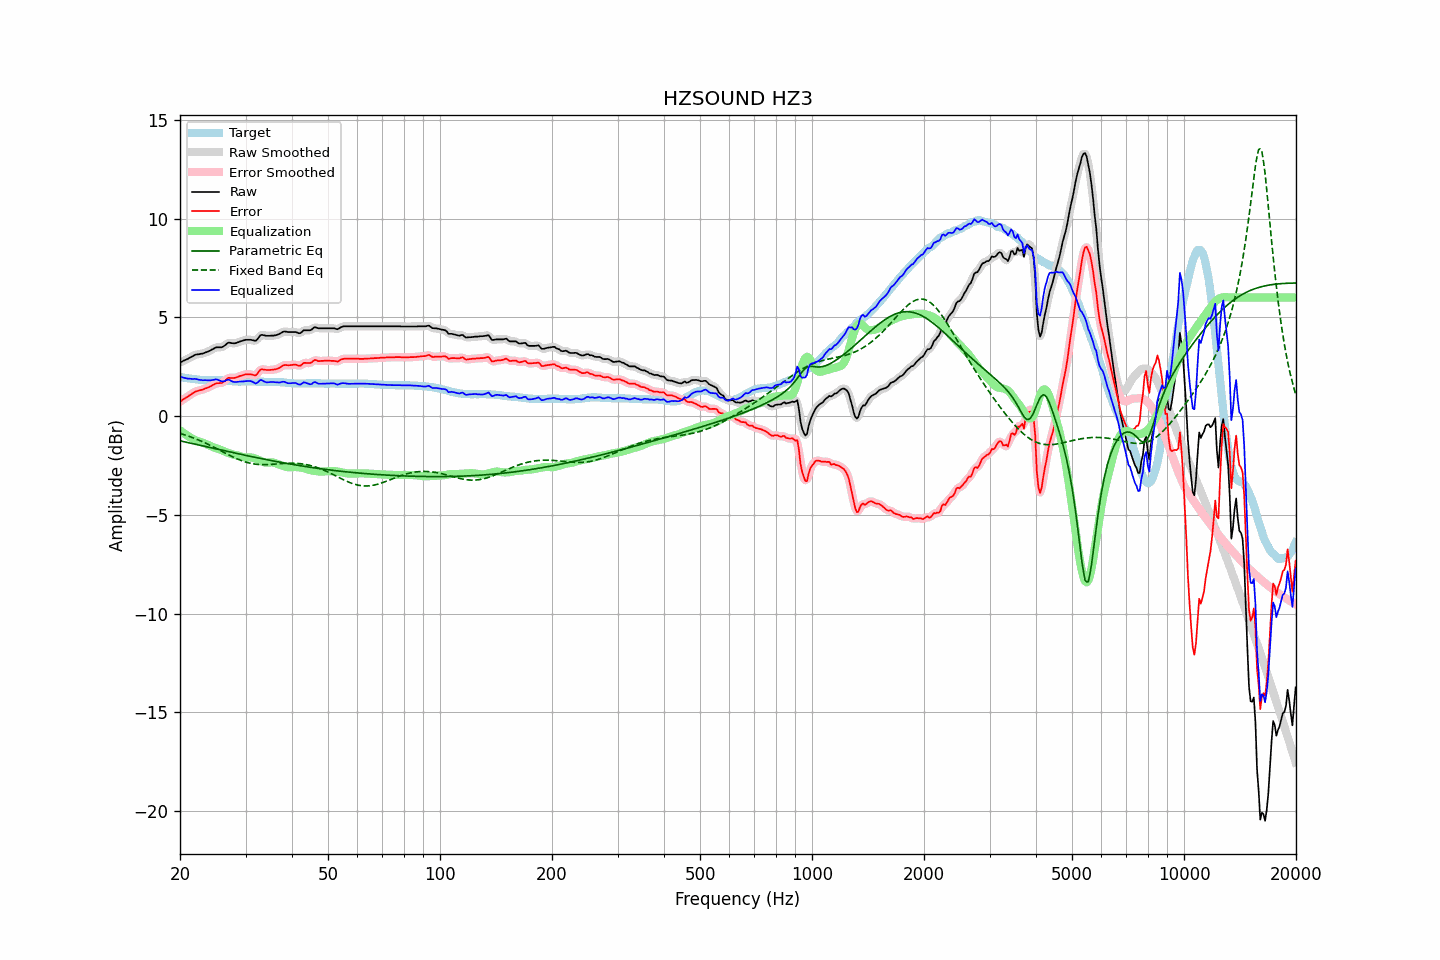 HZSOUND HZ3
15
10
5
0
−5
−10
−15
−20
Amplitude (dBr)
Target
Raw Smoothed
Error Smoothed
Raw
Error
Equalization
Parametric Eq
Fixed Band Eq
Equalized
20 50 100 200 500 1000 2000 5000 10000 20000
Frequency (Hz)